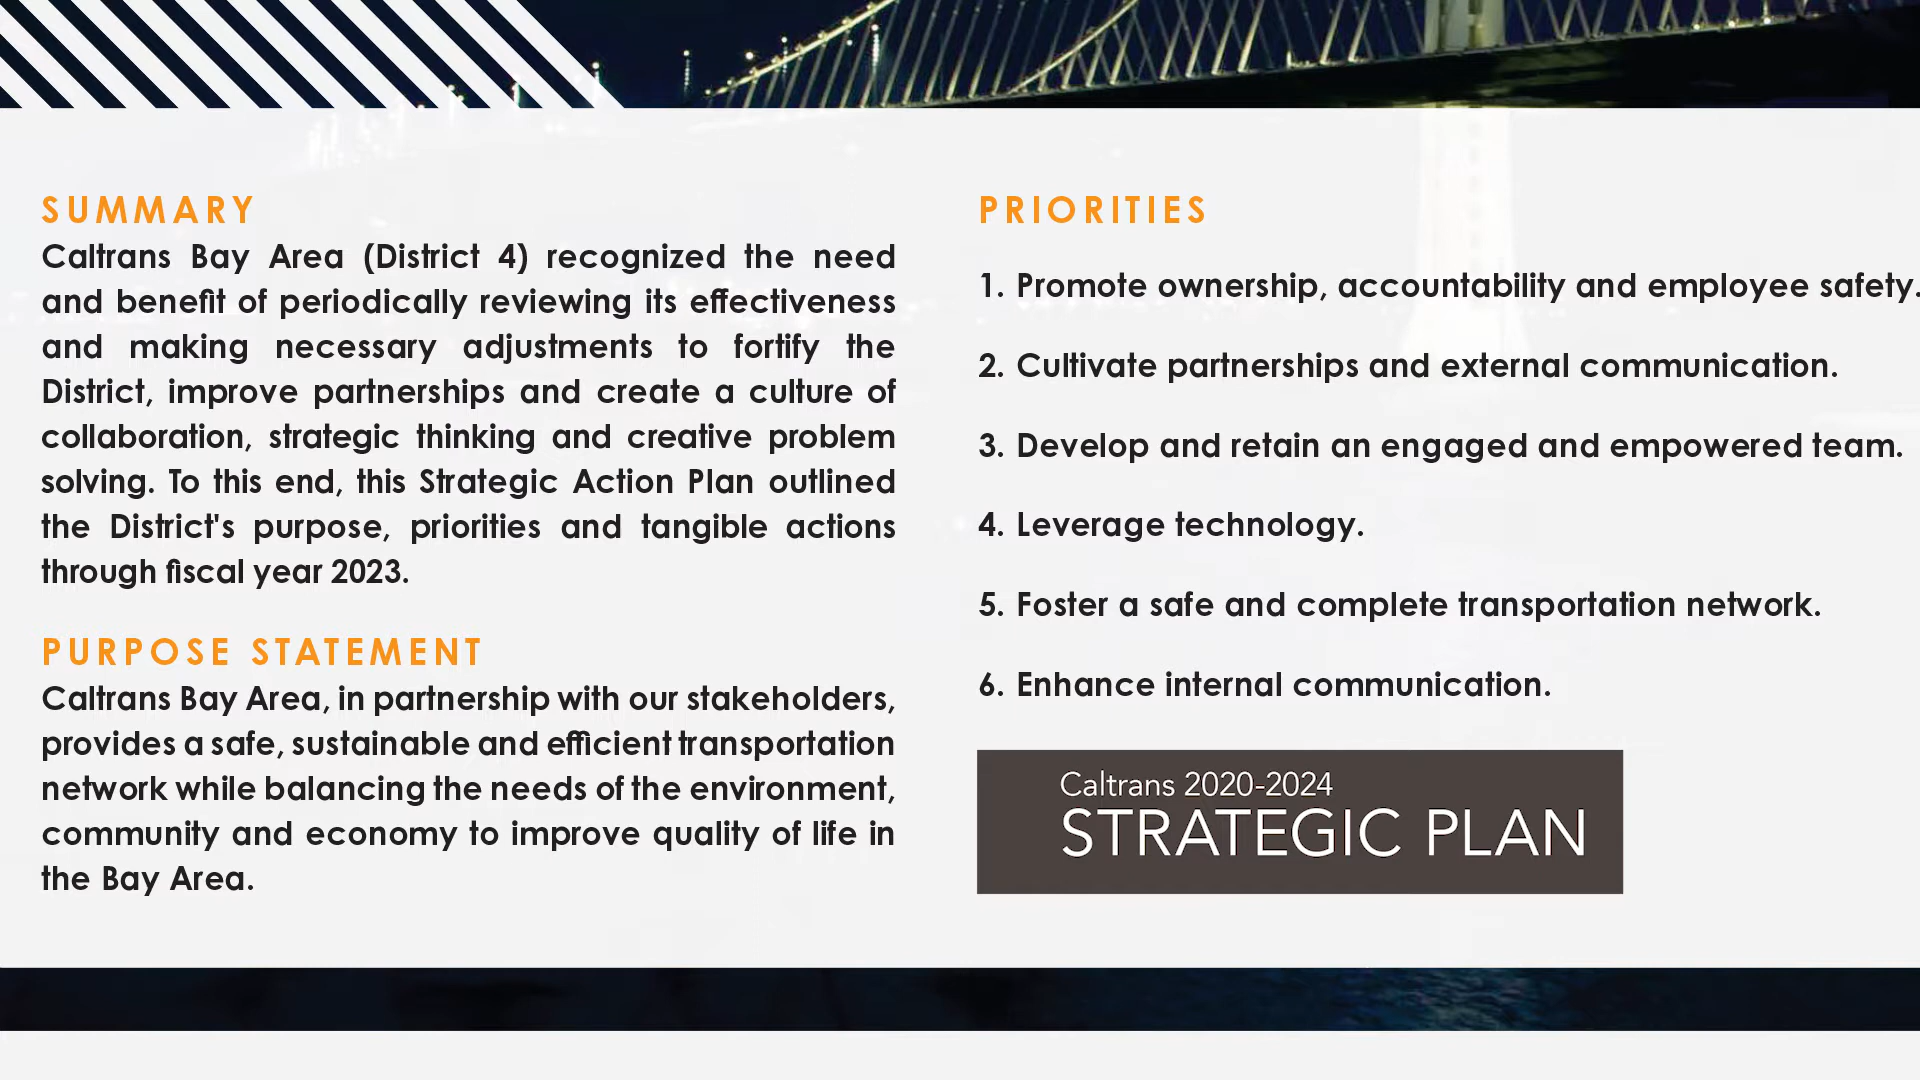 SUMMARY
Caltrans Bay Area (District 4) recognized the need
and benefit of periodically reviewing its effectiveness
and making necessary adjustments to fortify the
District, improve partnerships and create a culture of
collaboration, strategic thinking and creative problem
solving. To this end, this Strategic Action Plan outlined
the District's purpose, priorities and tangible actions
through fiscal year 2023.
PURPOSE STATEMENT
Caltrans Bay Area, in partnership with our stakeholders,
provides a safe, sustainable and efficient transportation
network while balancing the needs of the environment,
community and economy to improve quality of life in
the Bay Area.
PRIORITIES
1. Promote ownership, accountability and employee safety.
2. Cultivate partnerships and external communication.
3. Develop and retain an engaged and empowered team.
4. Leverage technology.
5. Foster a safe and complete transportation network.
6. Enhance internal communication.
Caltrans 2020-2024
STRATEGIC PLAN